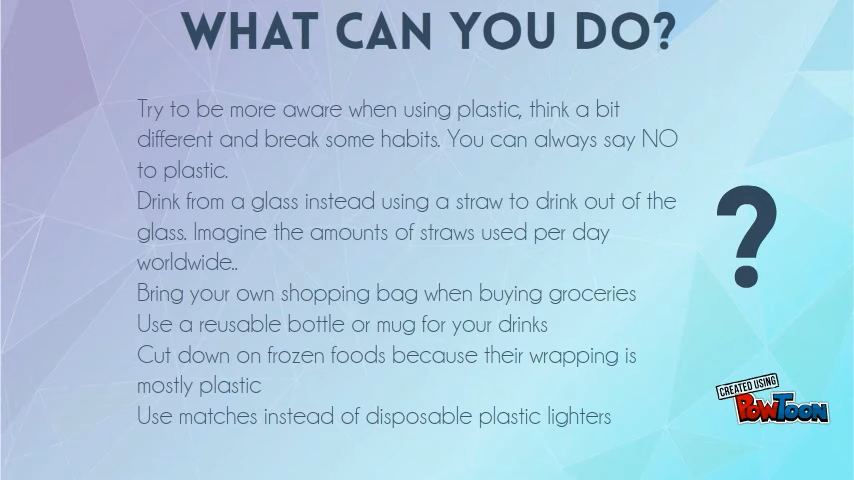 WHAT CAN YOU DO?
Try to be more aware when using plastic, think a bit
different and break some habits. You can always say NO
to plastic.
Drink from a glass instead using a straw to drink out of the
glass. Imagine the amounts of straws used per day
worldwide..
Bring your own shopping bag when buying groceries
Use a reusable bottle or mug for your drinks
Cut down on frozen foods because their wrapping is
mostly plastic
Use matches instead of disposable plastic lighters
?
CREATED USING
POWTOON